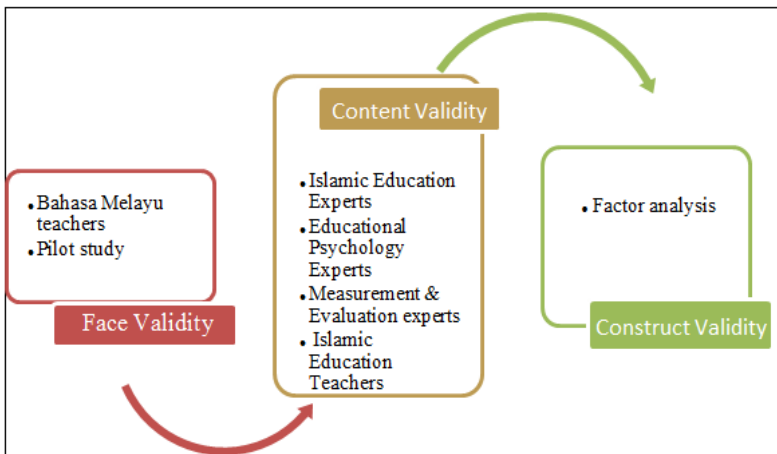 • Bahasa Melayu
teachers
• Pilot study
Face Validity
Content Validity
• Islamic Education
Experts
• Educational
Psychology
Experts
• Measurement &
Evaluation experts
• Islamic
Education
Teachers
• Factor analysis
Construct Validity